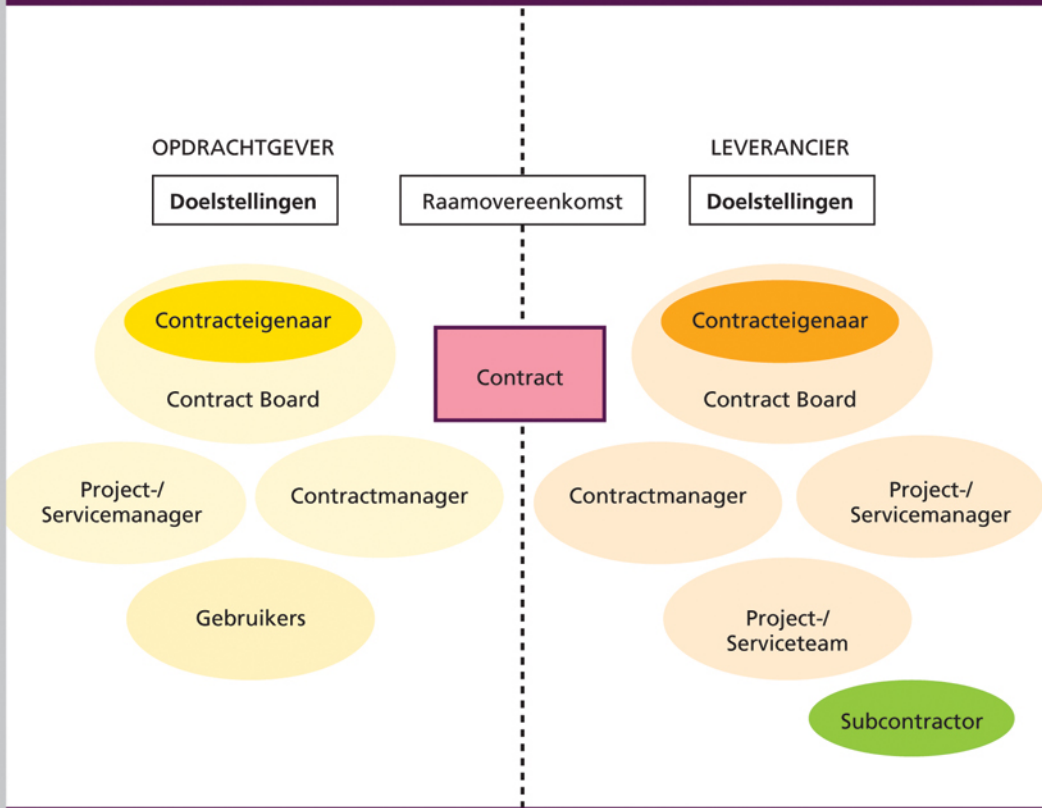 OPDRACHTGEVER
LEVERANCIER
Doelstellingen
Raamovereenkomst
Doelstellingen
Contracteigenaar
Contract Board
Contract
Contracteigenaar
Contract Board
Project-/
Servicemanager
Contractmanager
Contractmanager
Project-/
Servicemanager
Gebruikers
Project-/
Serviceteam
Subcontractor